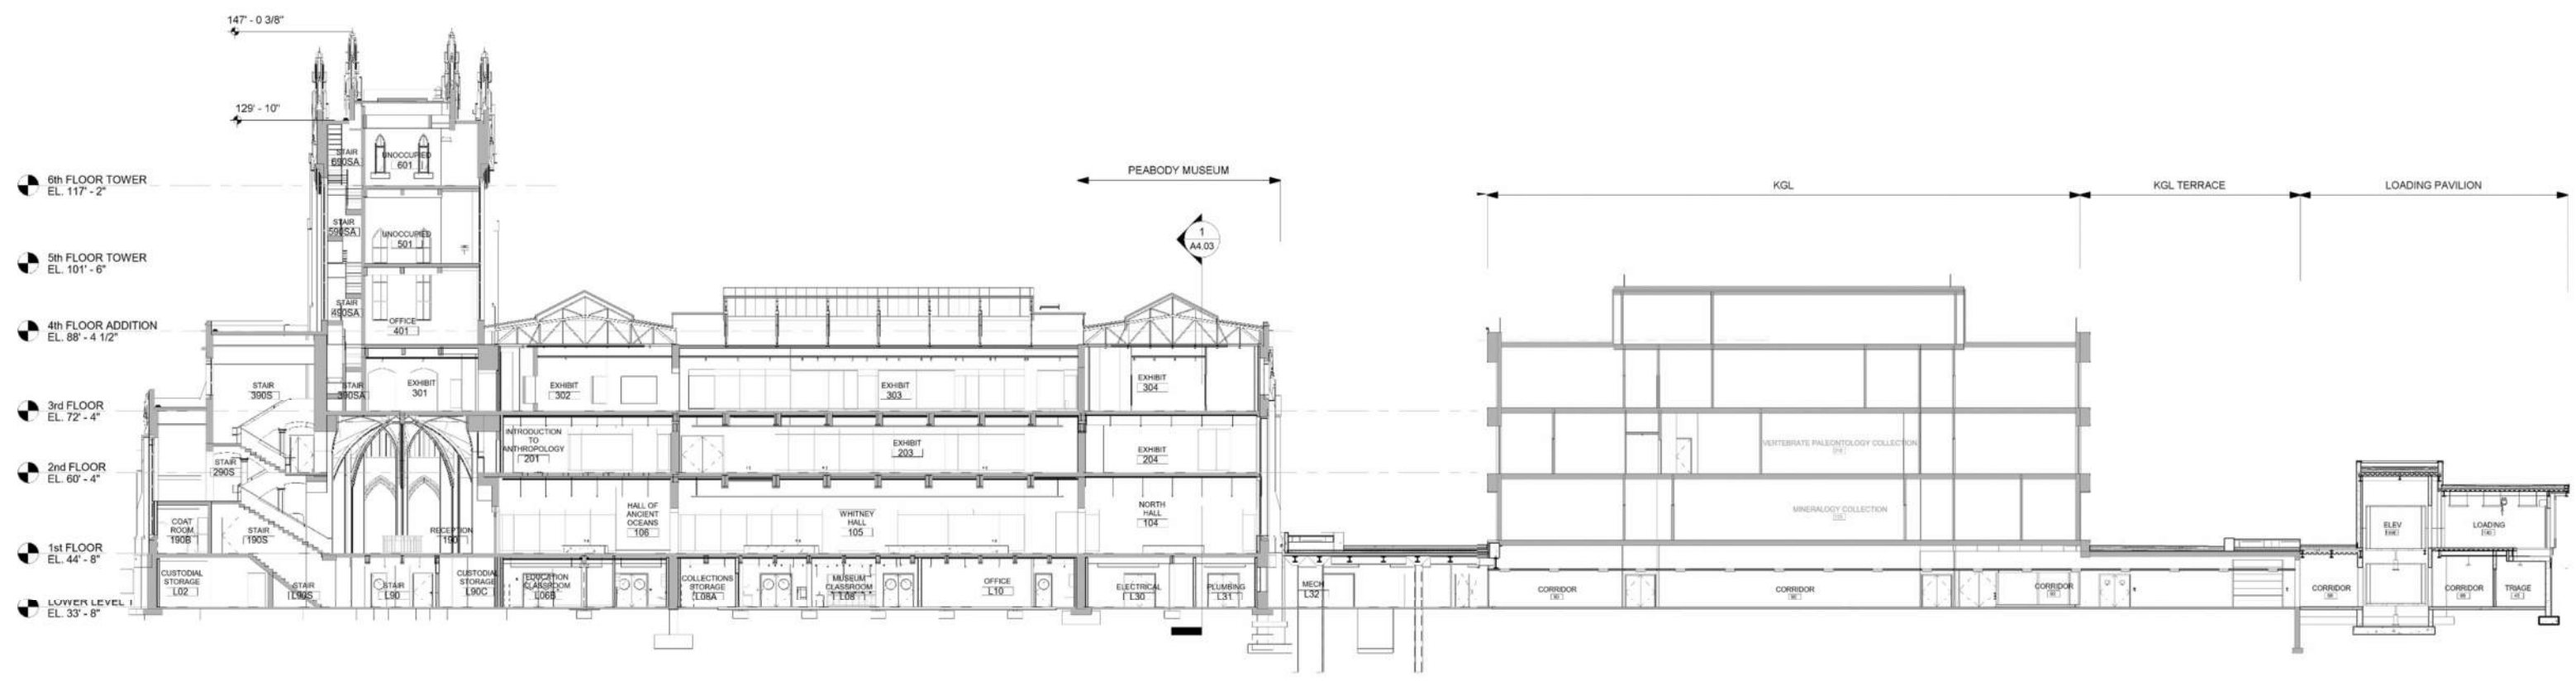 147' - 0 3/8"
129' - 10"
6th FLOOR TOWER
EL. 117' - 2"
5th FLOOR TOWER
EL. 101' - 6"
4th FLOOR ADDITION
EL. 88' - 4 1/2"
3rd FLOOR
EL. 72' - 4"
2nd FLOOR
EL. 60' - 4"
1st FLOOR
EL. 44' - 8"
LOWER LEVEL 1
EL. 33' - 8"
PEABODY MUSEUM
KGL
KGL TERRACE
LOADING PAVILION
1
A4.03
STAIR
690SA
UNOCCUPIED
601
STAIR
590SA
UNOCCUPIED
501
STAIR
490SA
OFFICE
401
STAIR
390S
STAIR
390SA
EXHIBIT
301
EXHIBIT
302
EXHIBIT
303
EXHIBIT
304
STAIR
290S
INTRODUCTION
TO
ANTHROPOLOGY
201
EXHIBIT
203
EXHIBIT
204
VERTEBRATE PALEONTOLOGY COLLECTION
COAT
ROOM
190B
STAIR
190S
RECEPTION
190
HALL OF
ANCIENT
OCEANS
106
WHITNEY
HALL
105
NORTH
HALL
104
MINERALOGY COLLECTION
ELEV
LOADING
CUSTODIAL
STORAGE
L02
STAIR
L90S
STAIR
L90
CUSTODIAL
STORAGE
L90C
EDUCATION
CLASSROOM
L06B
COLLECTIONS
STORAGE
L08A
MUSEUM
CLASSROOM
L08
OFFICE
L10
ELECTRICAL
L30
PLUMBING
L31
MECH
L32
CORRIDOR
CORRIDOR
CORRIDOR
CORRIDOR
CORRIDOR
TRIAGE